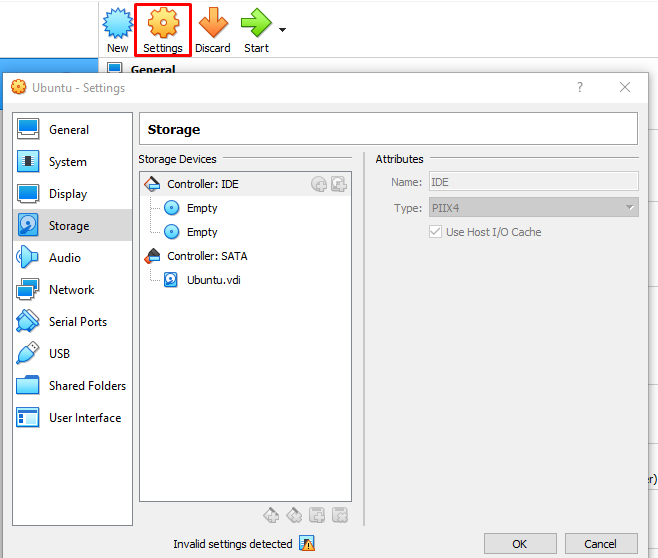 New
Settings
Discard
Start
General
Ubuntu - Settings
?
General
System
Display
Storage
Audio
Network
Serial Ports
USB
Shared Folders
User Interface
Storage
Storage Devices
Controller: IDE
Empty
Empty
Controller: SATA
Ubuntu.vdi
Attributes
Name: IDE
Type: PIIX4
Use Host I/O Cache
Invalid settings detected
OK
Cancel